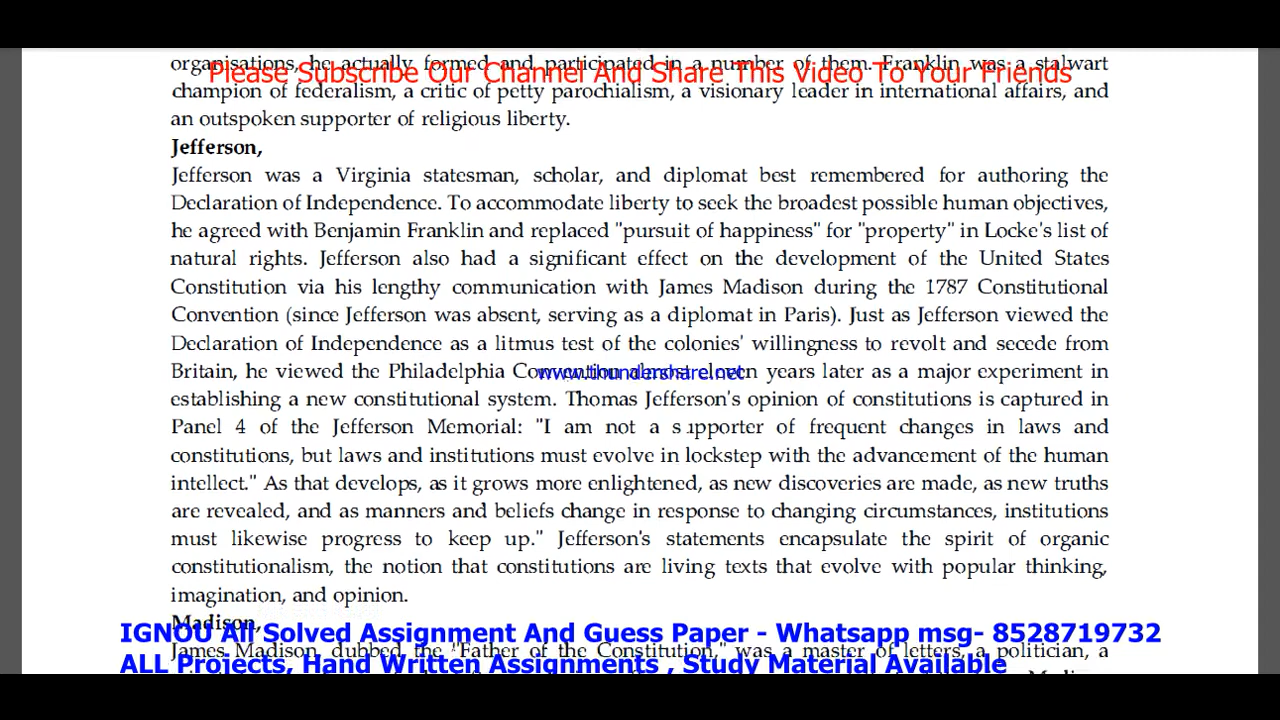 organisations, he actually formed and participated in a number of them. Franklin was a stalwart
Please Subscribe Our Channel And Share This Video To Your Friends
champion of federalism, a critic of petty parochialism, a visionary leader in international affairs, and
an outspoken supporter of religious liberty.
Jefferson,
Jefferson was a Virginia statesman, scholar, and diplomat best remembered for authoring the
Declaration of Independence. To accommodate liberty to seek the broadest possible human objectives,
he agreed with Benjamin Franklin and replaced "pursuit of happiness" for "property" in Locke's list of
natural rights. Jefferson also had a significant effect on the development of the United States
Constitution via his lengthy communication with James Madison during the 1787 Constitutional
Convention (since Jefferson was absent, serving as a diplomat in Paris). Just as Jefferson viewed the
Declaration of Independence as a litmus test of the colonies' willingness to revolt and secede from
Britain, he viewed the Philadelphia Convention almost eleven years later as a major experiment in
www.thundershare.net
establishing a new constitutional system. Thomas Jefferson's opinion of constitutions is captured in
Panel 4 of the Jefferson Memorial: "I am not a supporter of frequent changes in laws and
constitutions, but laws and institutions must evolve in lockstep with the advancement of the human
intellect." As that develops, as it grows more enlightened, as new discoveries are made, as new truths
are revealed, and as manners and beliefs change in response to changing circumstances, institutions
must likewise progress to keep up." Jefferson's statements encapsulate the spirit of organic
constitutionalism, the notion that constitutions are living texts that evolve with popular thinking,
imagination, and opinion.
Madison,
IGNOU All Solved Assignment And Guess Paper - Whatsapp msg- 8528719732
James Madison, dubbed the "Father of the Constitution," was a master of letters, a politician, a
ALL Projects, Hand Written Assignments , Study Material Available